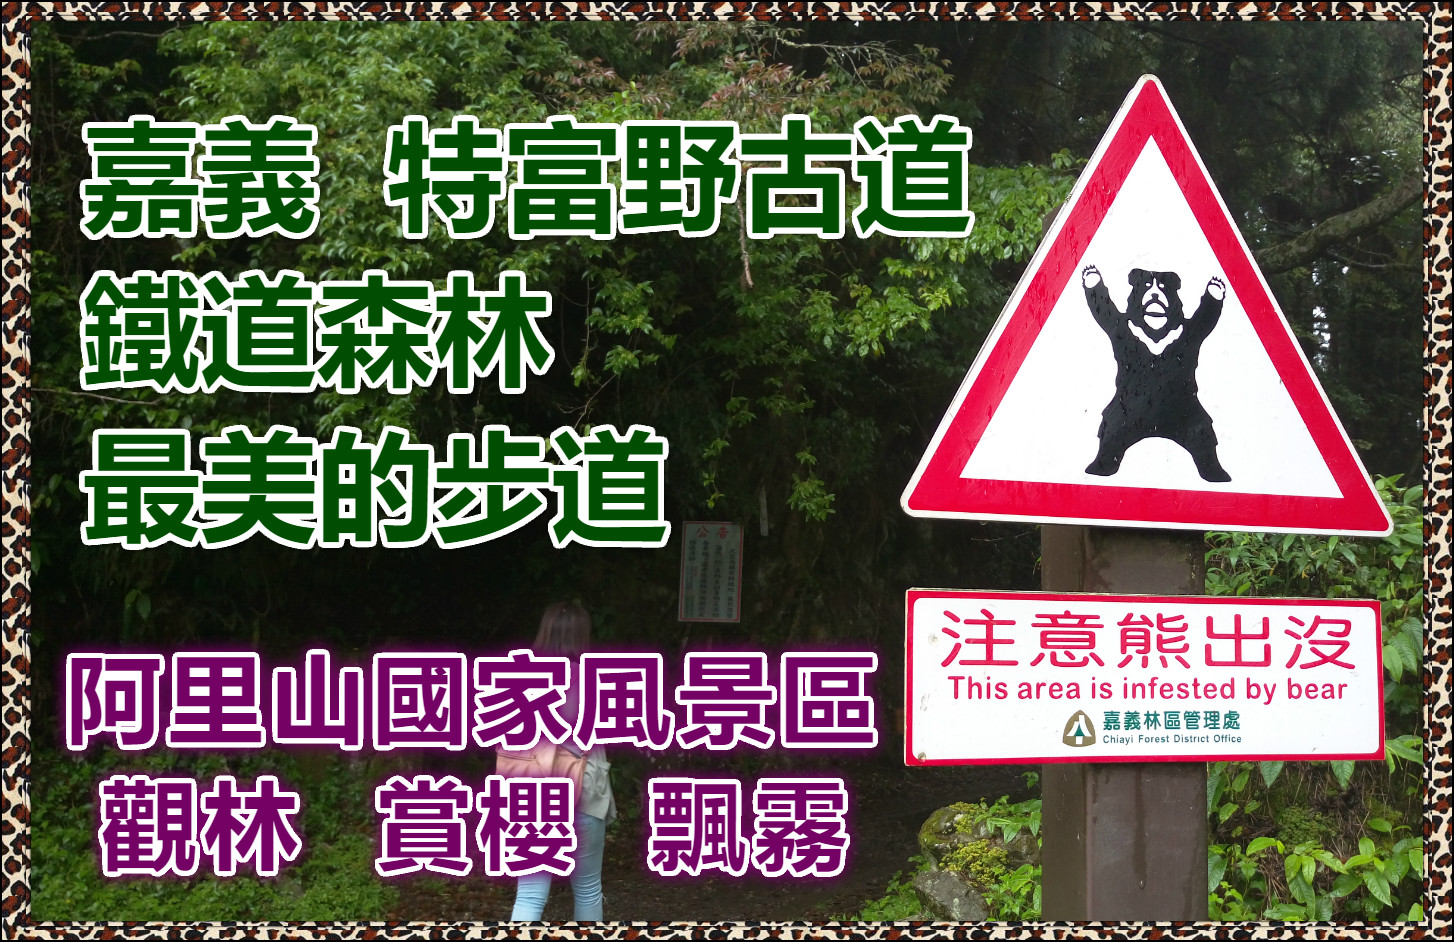 嘉義 特富野古道
鐵道森林
最美的步道
阿里山國家風景區
觀林 賞櫻 飄霧
公告
注意熊出沒
This area is infested by bear
嘉義林區管理處
Chiayi Forest District Office